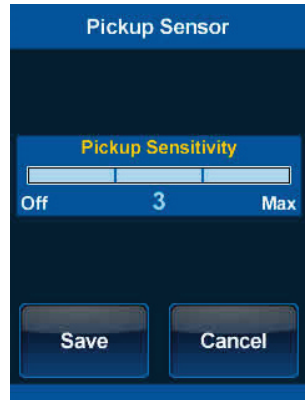 Pickup Sensor
Pickup Sensitivity
Off 3 Max
Save Cancel